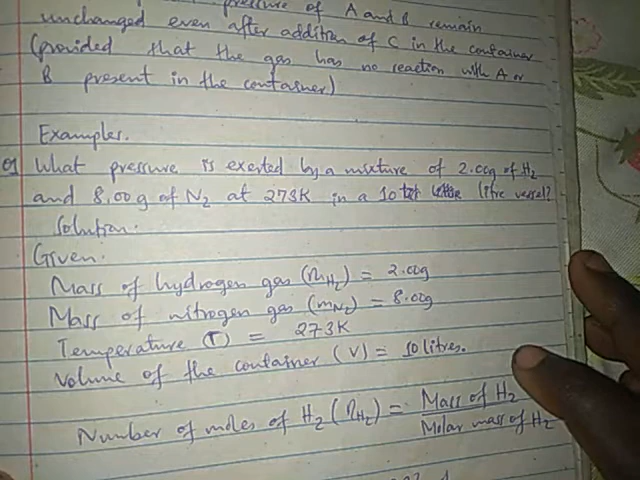 pressure of A and B remain
unchanged even after addition of C in the container
(provided that the gas has no reaction with A or
B present in the container)
Examples.
01 What pressure is exerted by a mixture of 2.00g of H2
and 8.00g of N2 at 273K in a 10 litre vessel?
Solution.
Given.
Mass of hydrogen gas (nH2) = 2.00g
Mass of nitrogen gas (mN2) = 8.00g
Temperature (T) = 273K
Volume of the container (V) = 10 litres.
Number of moles of H2 (nH2) = Mass of H2
Molar mass of H2